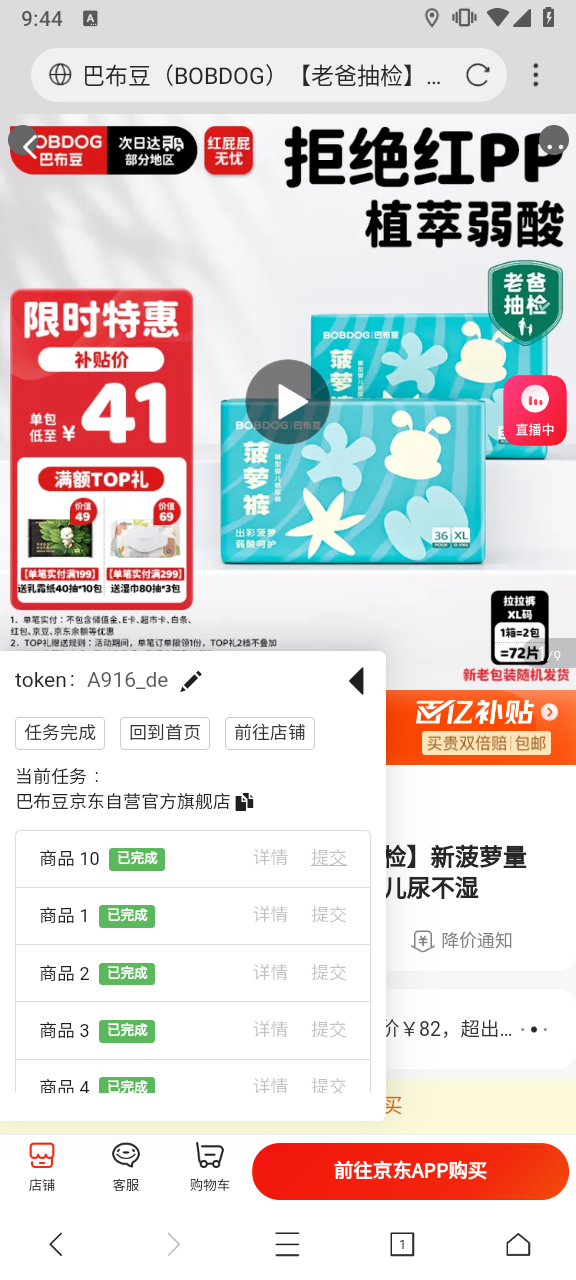 9:44
A
巴布豆（BOBDOG）【老爸抽检】...
BOBDOG
巴布豆
次日达
部分地区
红屁屁
无忧
拒绝红PP
植萃弱酸
老爸
抽检
限时特惠
补贴价
单包
低至 ¥41
满额TOP礼
价值
49
价值
69
【单笔实付满199】
送乳霜纸40抽*10包
【单笔实付满299】
送湿巾80抽*3包
1、单笔实付：不包含储值金、E卡、超市卡、白条、
红包、京豆、京东余额等优惠
2、TOP礼赠送规则：活动期间，单笔订单限领1份，TOP礼2档不叠加
BOBDOG|巴布豆
菠萝
BOBDOG|巴布豆
菠萝裤
出彩菠萝
弱酸呵护
36 XL
直播中
拉拉裤
XL码
1箱=2包
=72片
/9
新老包装随机发货
百亿补贴
买贵双倍赔 | 包邮
token： A916_de
任务完成
回到首页
前往店铺
当前任务：
巴布豆京东自营官方旗舰店
商品 10 已完成 详情 提交
商品 1 已完成 详情 提交
商品 2 已完成 详情 提交
商品 3 已完成 详情 提交
商品 4 已完成 详情 提交
检】新菠萝量
儿尿不湿
降价通知
价￥82，超出...
买
店铺
客服
购物车
前往京东APP购买
1